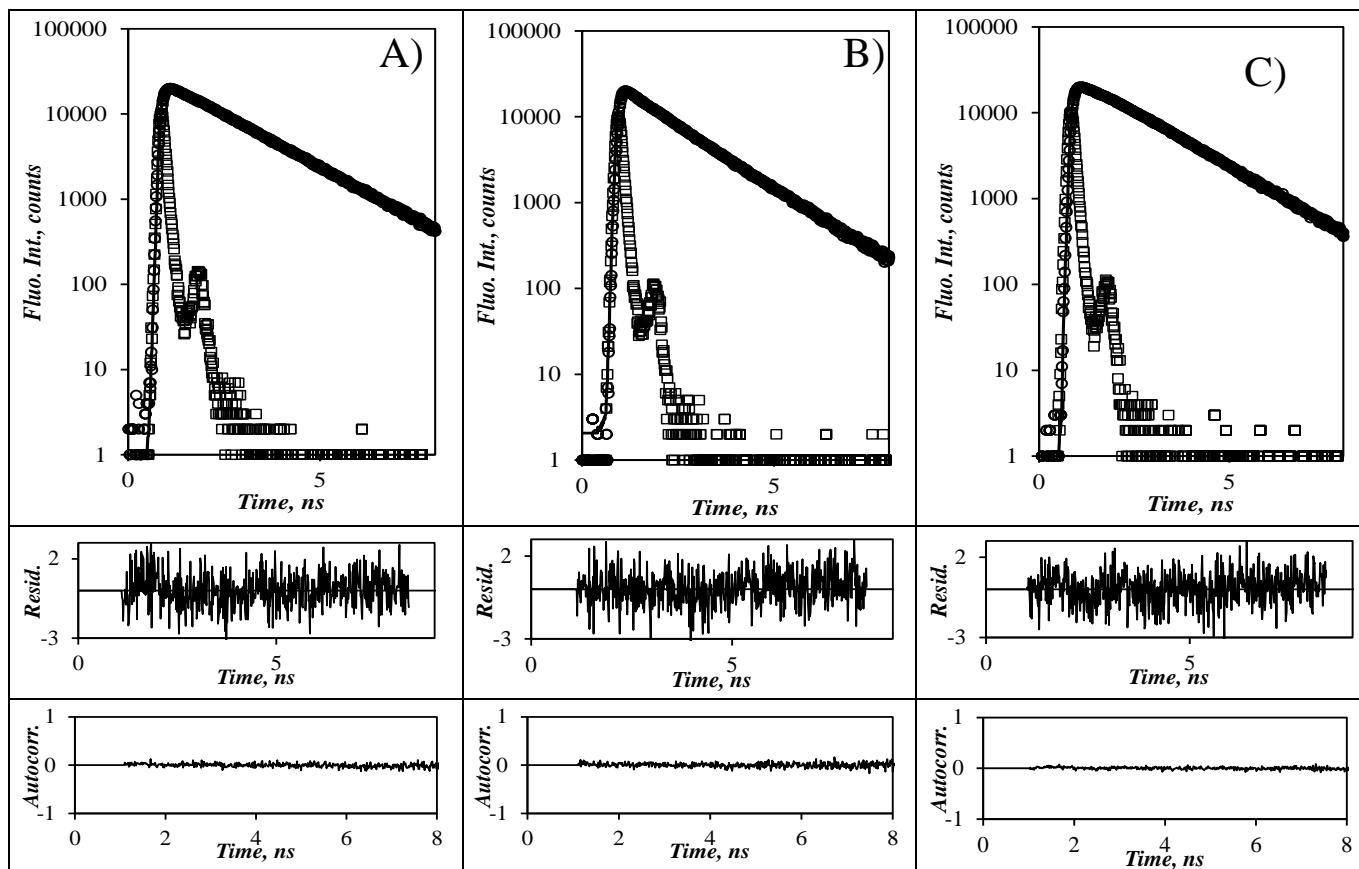 A)
100000
10000
1000
100
10
1
Fluo. Int., counts
0
5
Time, ns
B)
100000
10000
1000
100
10
1
Fluo. Int., counts
0
5
Time, ns
C)
100000
10000
1000
100
10
1
Fluo. Int., counts
0
5
Time, ns
2
-3
Resid.
0
5
Time, ns
2
-3
Resid.
0
5
Time, ns
2
-3
Resid.
0
5
Time, ns
1
0
-1
Autocorr.
0 2 4 6 8
Time, ns
1
0
-1
Autocorr.
0 2 4 6 8
Time, ns
1
0
-1
Autocorr.
0 2 4 6 8
Time, ns